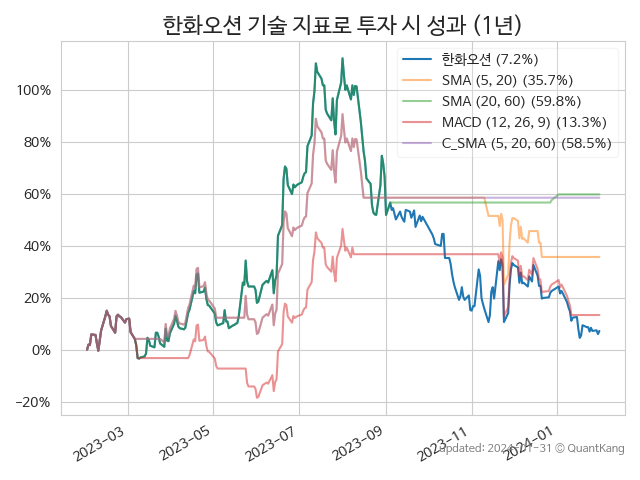 한화오션 기술 지표로 투자 시 성과 (1년)
한화오션 (7.2%)
SMA (5, 20) (35.7%)
SMA (20, 60) (59.8%)
MACD (12, 26, 9) (13.3%)
C_SMA (5, 20, 60) (58.5%)
100%
80%
60%
40%
20%
0%
−20%
2023-03
2023-05
2023-07
2023-09
2023-11
2024-01
updated: 2024-01-31 © QuantKang